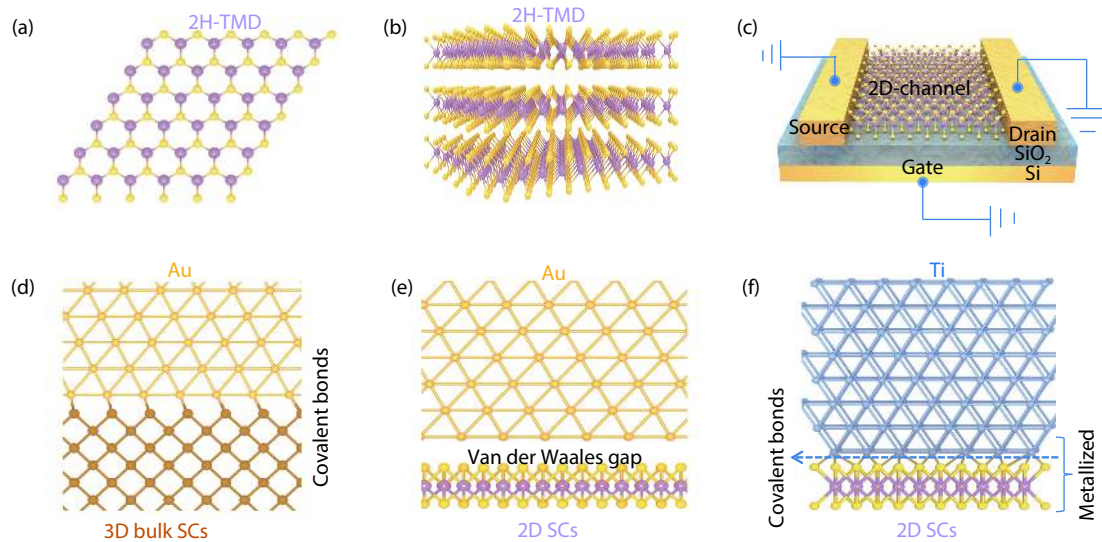 (a)
2H-TMD
(b)
2H-TMD
(c)
2D-channel
Source
Drain
SiO₂
Si
Gate
(d)
Au
Covalent bonds
3D bulk SCs
(e)
Au
Van der Waales gap
2D SCs
(f)
Ti
Covalent bonds
Metallized
2D SCs